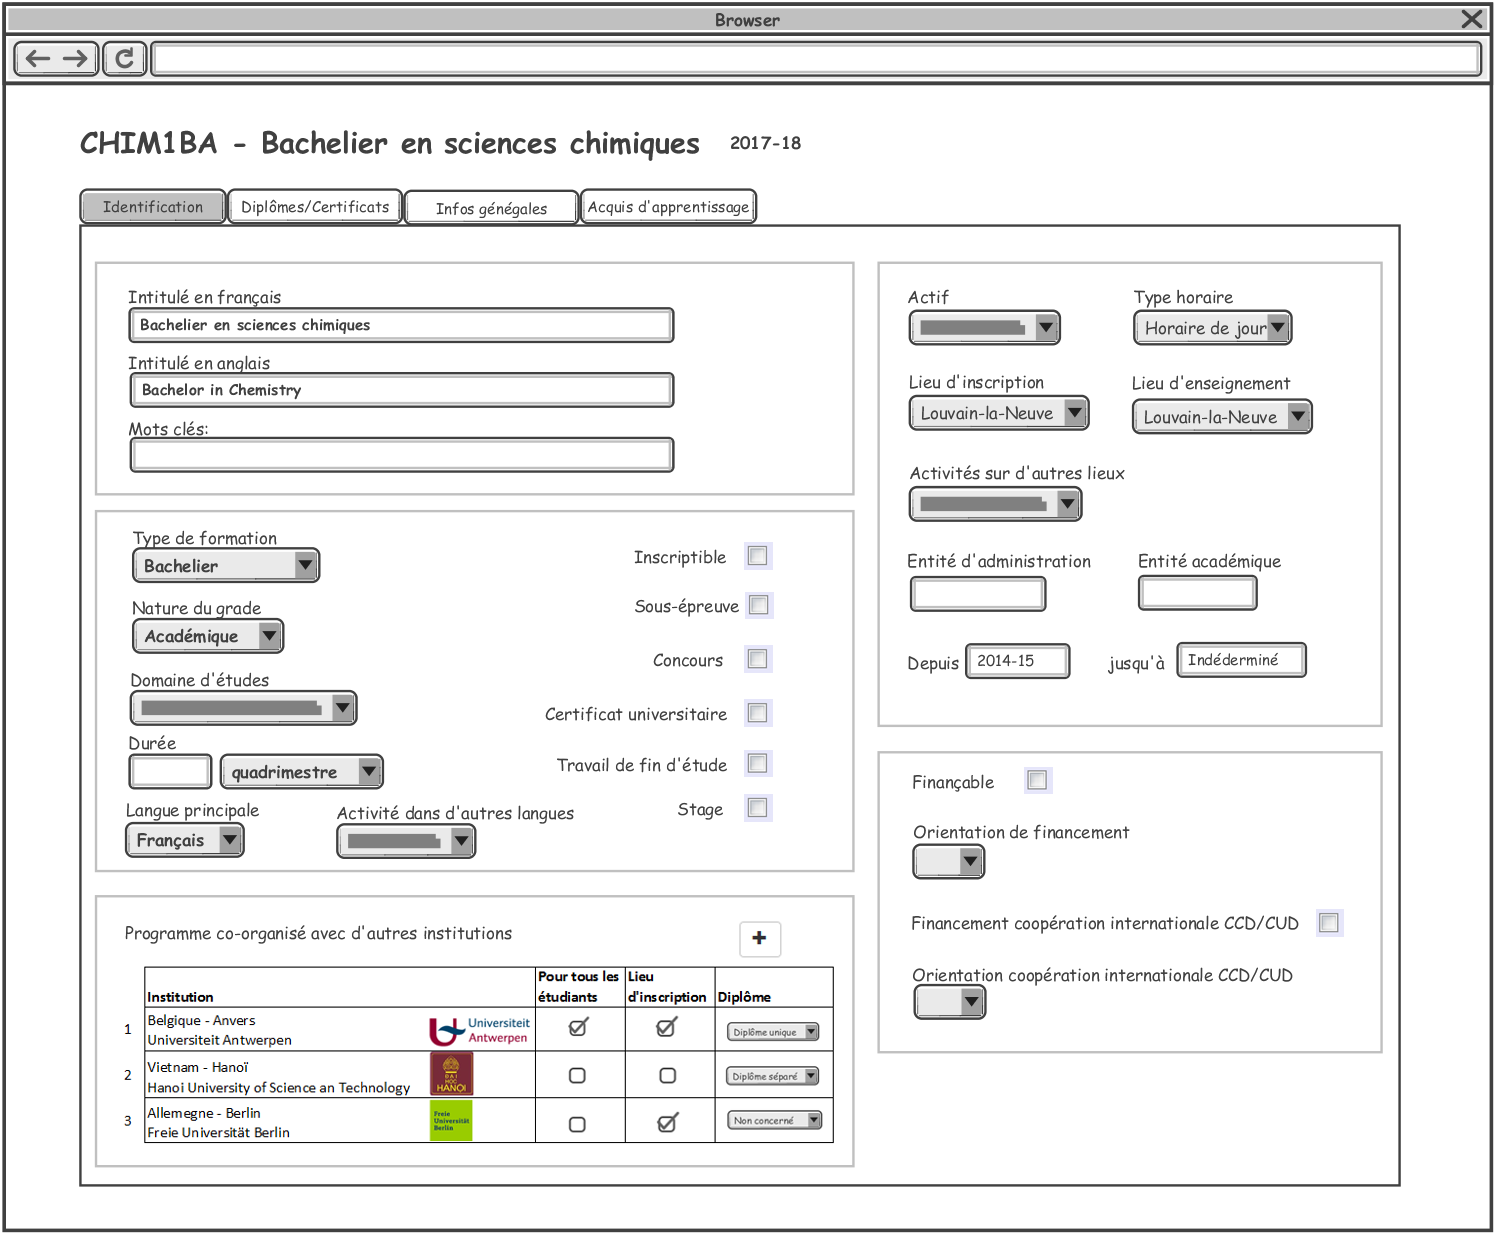 Browser
CHIM1BA - Bachelier en sciences chimiques 2017-18
Identification
Diplômes/Certificats
Infos génégales
Acquis d'apprentissage
Intitulé en français
Bachelier en sciences chimiques
Intitulé en anglais
Bachelor in Chemistry
Mots clés:
Type de formation
Bachelier
Nature du grade
Académique
Domaine d'études
Durée
quadrimestre
Langue principale
Français
Activité dans d'autres langues
Inscriptible
Sous-épreuve
Concours
Certificat universitaire
Travail de fin d'étude
Stage
Programme co-organisé avec d'autres institutions
+
Institution
Pour tous les
étudiants
Lieu
d'inscription
Diplôme
1
Belgique - Anvers
Universiteit Antwerpen
Universiteit
Antwerpen
Diplôme unique
2
Vietnam - Hanoï
Hanoi University of Science an Technology
ĐẠI
HỌC
HANOI
Diplôme séparé
3
Allemegne - Berlin
Freie Universität Berlin
Freie
Universität
Berlin
Non concerné
Actif
Type horaire
Horaire de jour
Lieu d'inscription
Louvain-la-Neuve
Lieu d'enseignement
Louvain-la-Neuve
Activités sur d'autres lieux
Entité d'administration
Entité académique
Depuis
2014-15
jusqu'à
Indéderminé
Finançable
Orientation de financement
Financement coopération internationale CCD/CUD
Orientation coopération internationale CCD/CUD